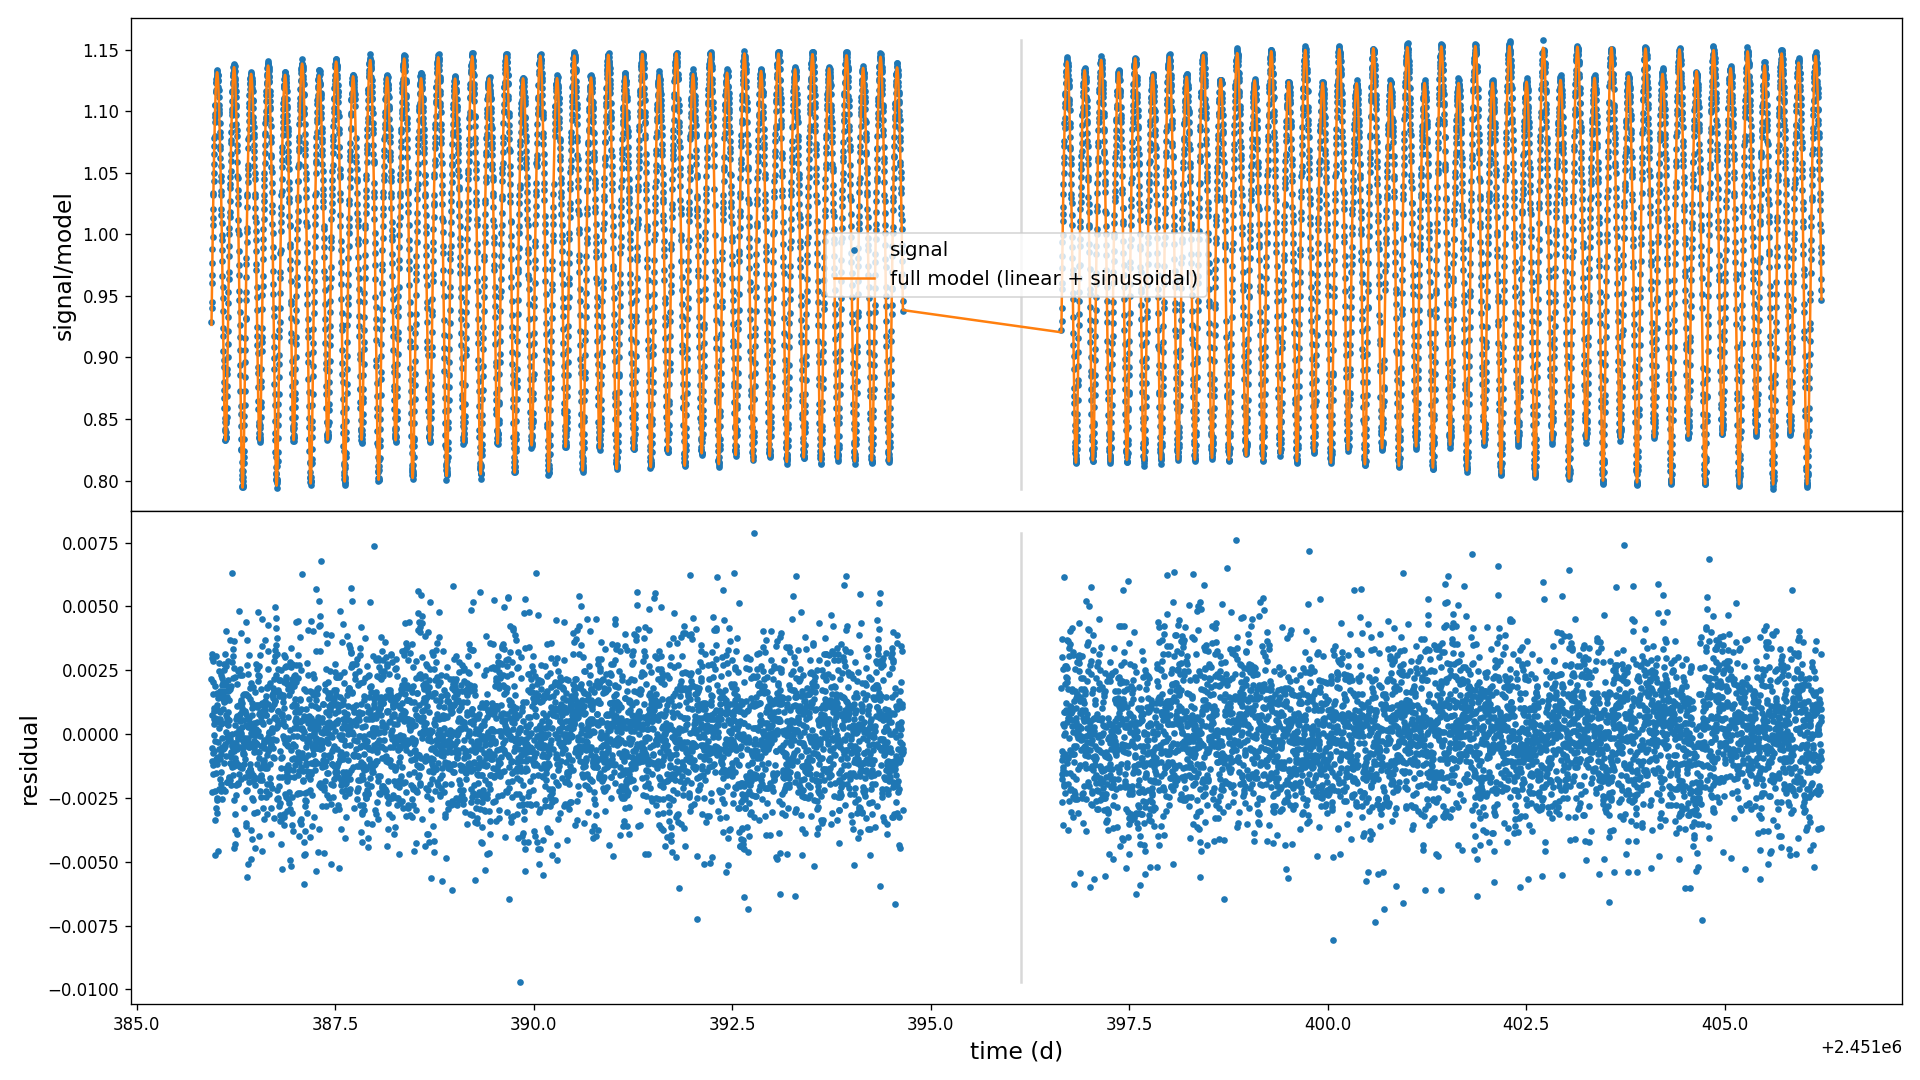 1.15
1.10
1.05
1.00
0.95
0.90
0.85
0.80
signal/model
signal
full model (linear + sinusoidal)
0.0075
0.0050
0.0025
0.0000
−0.0025
−0.0050
−0.0075
−0.0100
residual
385.0 387.5 390.0 392.5 395.0 397.5 400.0 402.5 405.0
+2.451e6
time (d)